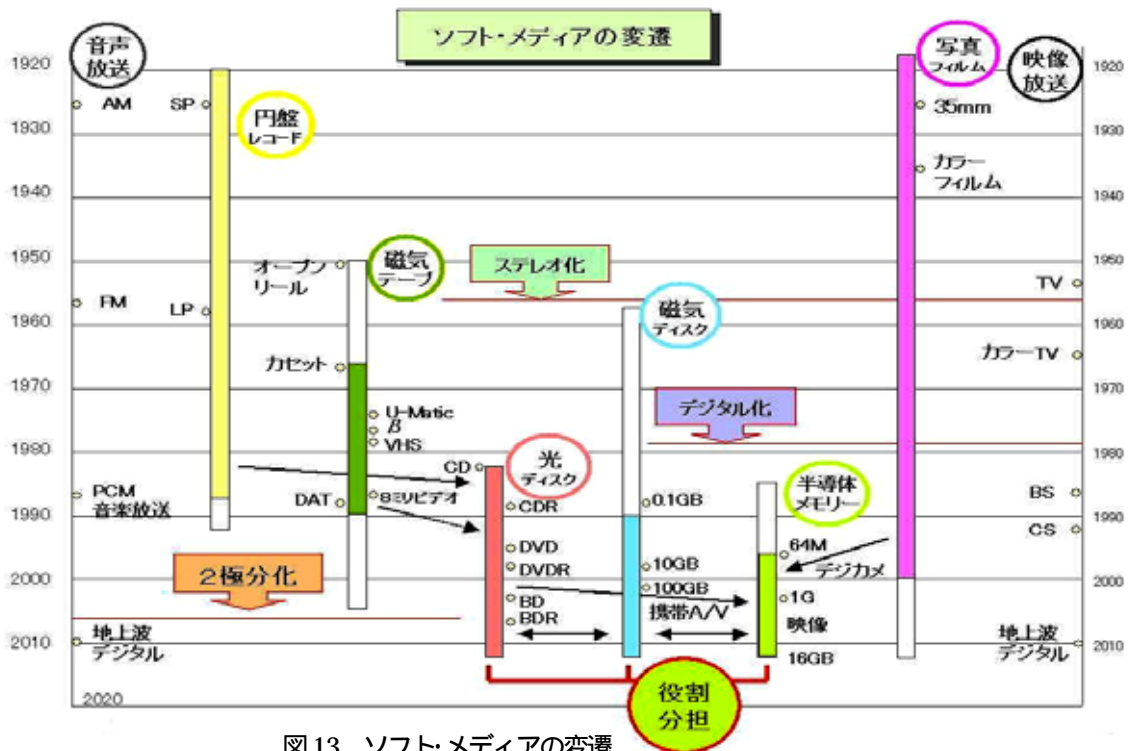 ソフト・メディアの変遷
音声
放送
写真
フィルム
映像
放送
1920
1920
AM
SP
円盤
レコード
35mm
1930
1930
カラー
フィルム
1940
1940
1950
オープン
リール
磁気
テープ
ステレオ化
1950
TV
FM
LP
磁気
ディスク
1960
1960
カセット
カラーTV
1970
1970
デジタル化
U-Matic
β
VHS
1980
1980
CD
光
ディスク
PCM
音楽放送
DAT
8ミリビデオ
CDR
0.1GB
半導体
メモリー
BS
1990
1990
CS
DVD
64M
デジカメ
DVDR
10GB
2極分化
2000
2000
100GB
BD
携帯A/V
1G
BDR
映像
地上波
デジタル
地上波
デジタル
2010
2010
16GB
役割
分担
2020
図13 ソフト・メディアの変遷